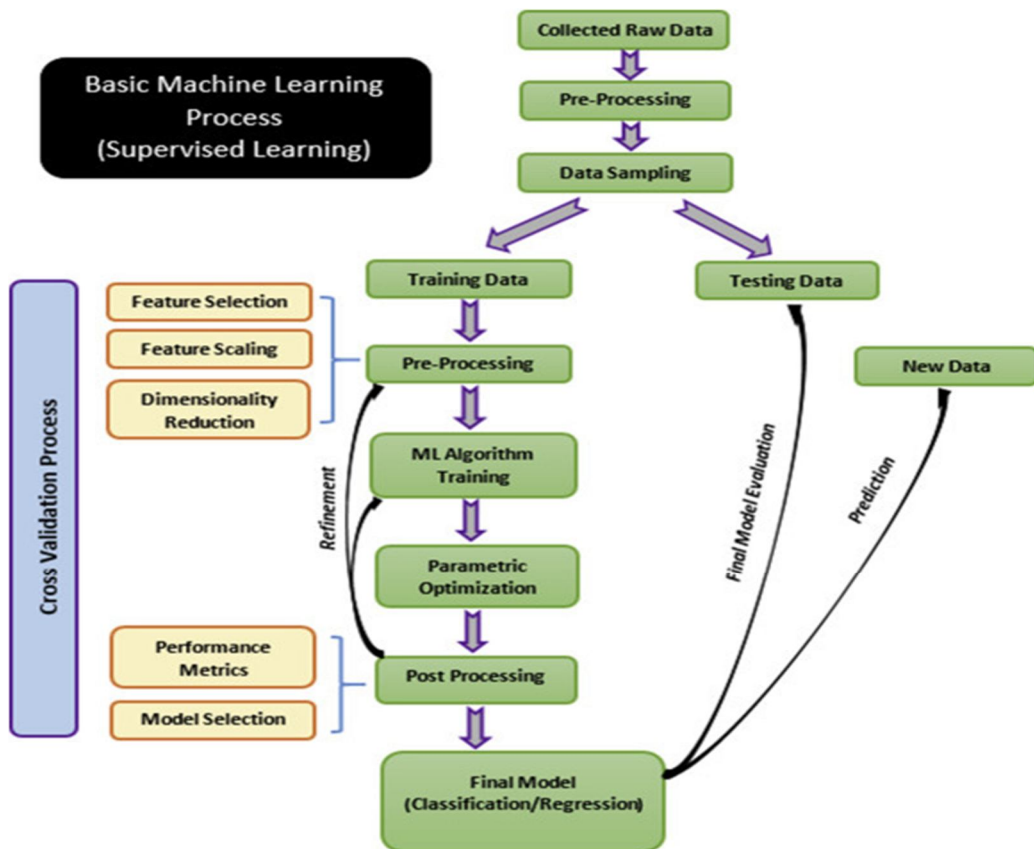 Collected Raw Data
Basic Machine Learning
Process
(Supervised Learning)
Pre-Processing
Data Sampling
Training Data
Testing Data
Feature Selection
Feature Scaling
Pre-Processing
New Data
Dimensionality
Reduction
ML Algorithm
Training
Refinement
Final Model Evaluation
Prediction
Cross Validation Process
Parametric
Optimization
Performance
Metrics
Post Processing
Model Selection
Final Model
(Classification/Regression)